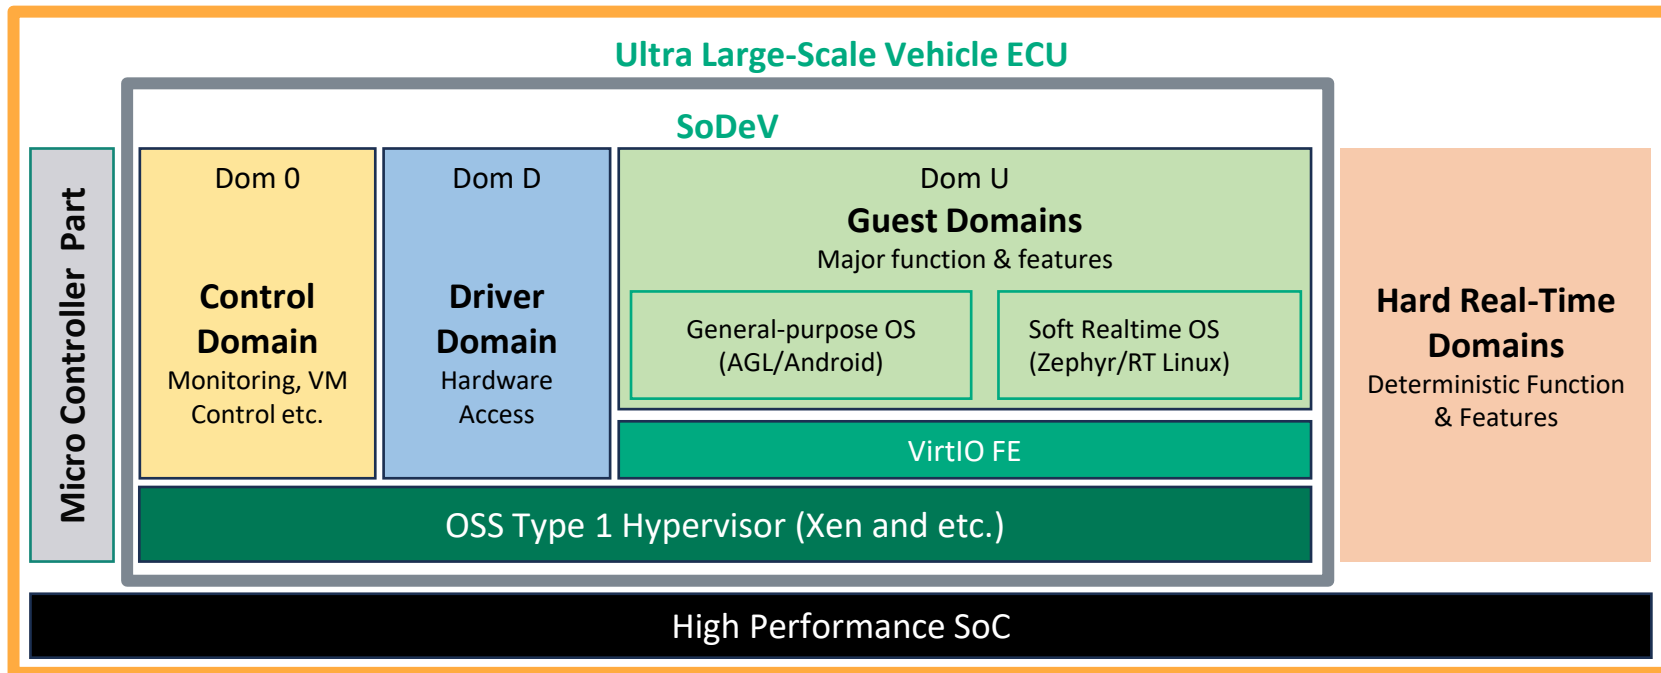 Ultra Large-Scale Vehicle ECU
SoDeV
Micro Controller Part
Dom 0
Control
Domain
Monitoring, VM
Control etc.
Dom D
Driver
Domain
Hardware
Access
Dom U
Guest Domains
Major function & features
General-purpose OS
(AGL/Android)
Soft Realtime OS
(Zephyr/RT Linux)
VirtIO FE
OSS Type 1 Hypervisor (Xen and etc.)
Hard Real-Time
Domains
Deterministic Function
& Features
High Performance SoC